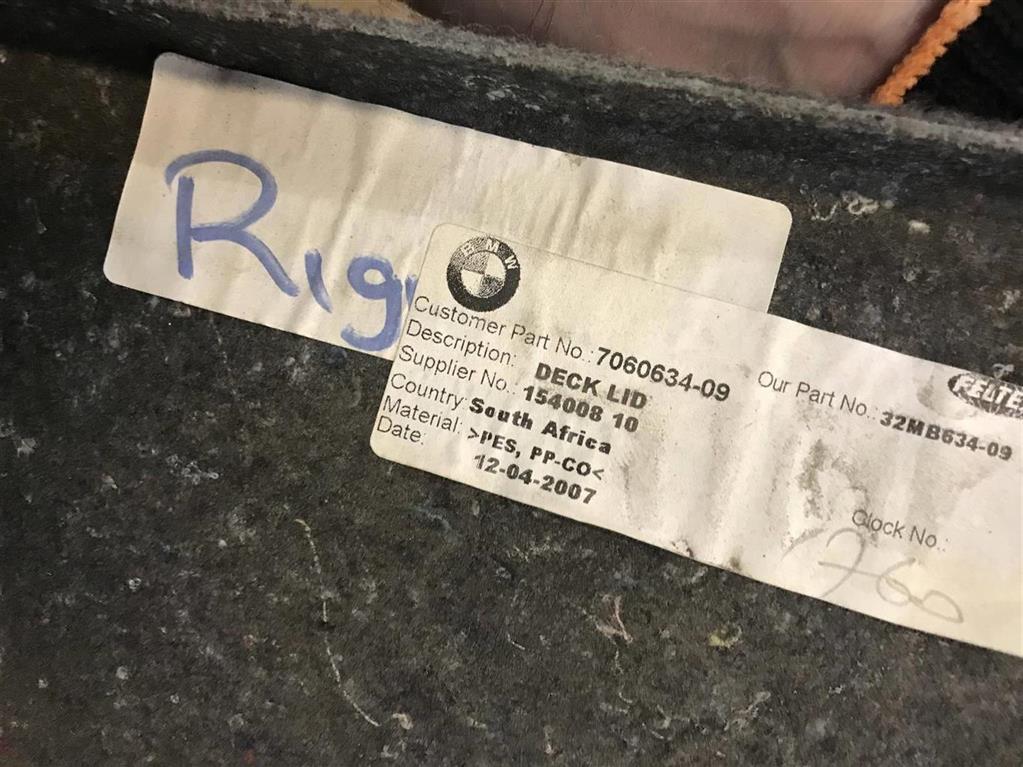 Rig
BMW
Customer Part No.: 7060634-09
Description: DECK LID
Supplier No.: 154008 10
Country: South Africa
Material: >PES, PP-CO<
Date: 12-04-2007
Our Part No.: 32MB634-09
Clock No.:
760